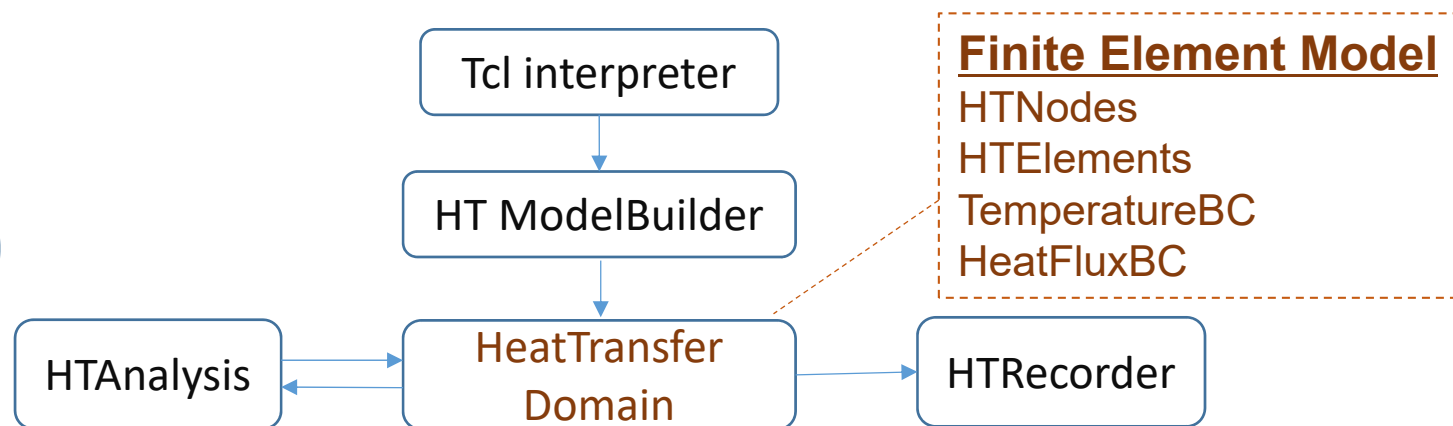 Tcl interpreter
HT ModelBuilder
HeatTransfer
Domain
HTAnalysis
HTRecorder
Finite Element Model
HTNodes
HTElements
TemperatureBC
HeatFluxBC